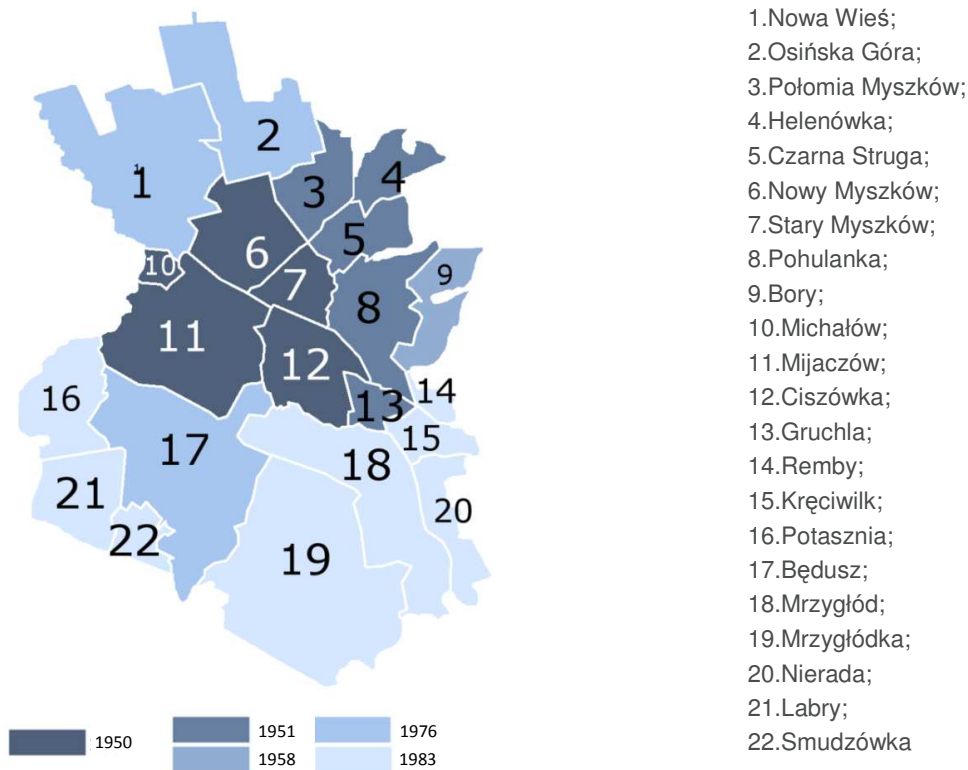 1.Nowa Wieś;
2.Osińska Góra;
3.Połomia Myszków;
4.Helenówka;
5.Czarna Struga;
6.Nowy Myszków;
7.Stary Myszków;
8.Pohulanka;
9.Bory;
10.Michałów;
11.Mijaczów;
12.Ciszówka;
13.Gruchla;
14.Remby;
15.Kręciwilk;
16.Potasznia;
17.Będusz;
18.Mrzygłód;
19.Mrzygłódka;
20.Nierada;
21.Labry;
22.Smudzówka
2
1
1
3
4
5
6
7
10
9
8
11
12
13
14
16
15
17
18
21
20
22
19
1950
1951
1976
1958
1983